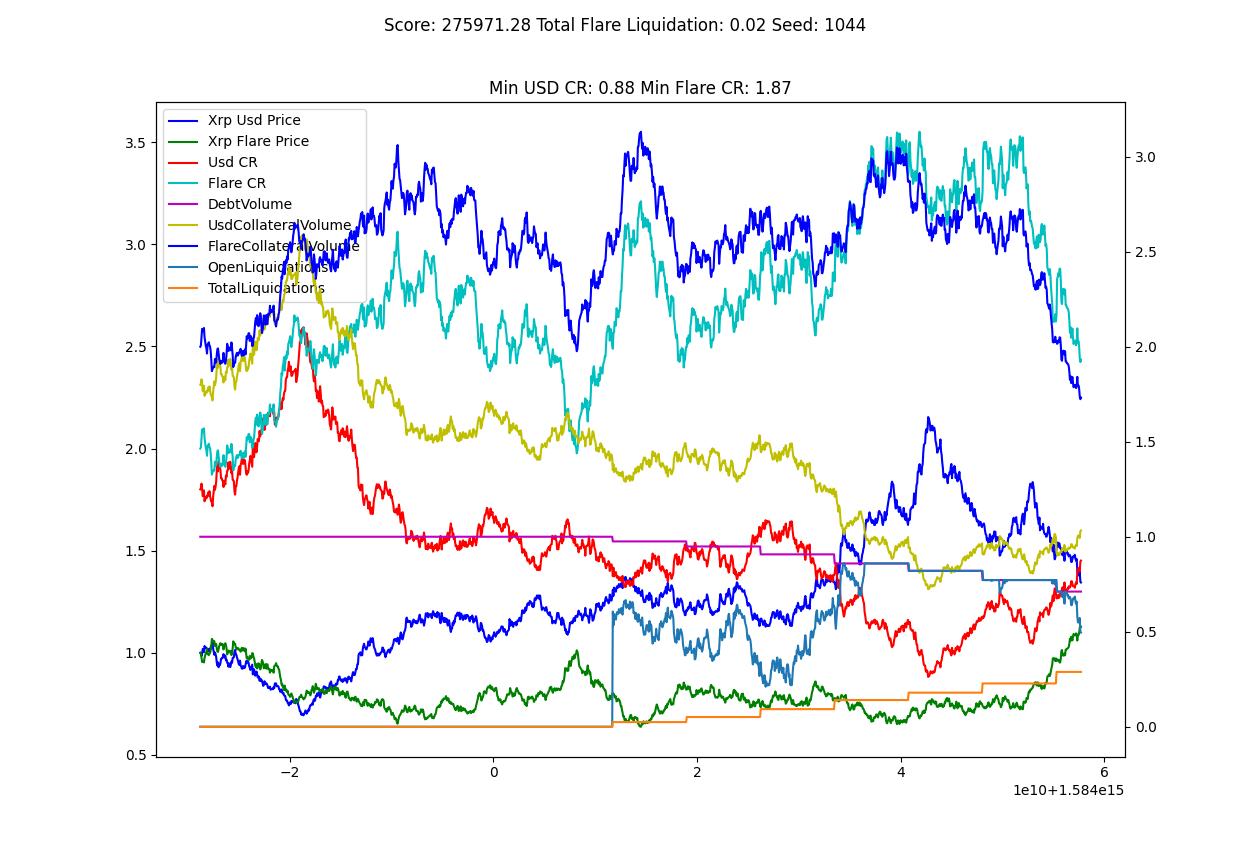 Score: 275971.28 Total Flare Liquidation: 0.02 Seed: 1044
Min USD CR: 0.88 Min Flare CR: 1.87
Xrp Usd Price
Xrp Flare Price
Usd CR
Flare CR
DebtVolume
UsdCollateralVolume
FlareCollateralVolume
OpenLiquidations
TotalLiquidations
3.5
3.0
2.5
2.0
1.5
1.0
0.5
3.0
2.5
2.0
1.5
1.0
0.5
0.0
−2 0 2 4 6
1e10+1.584e15